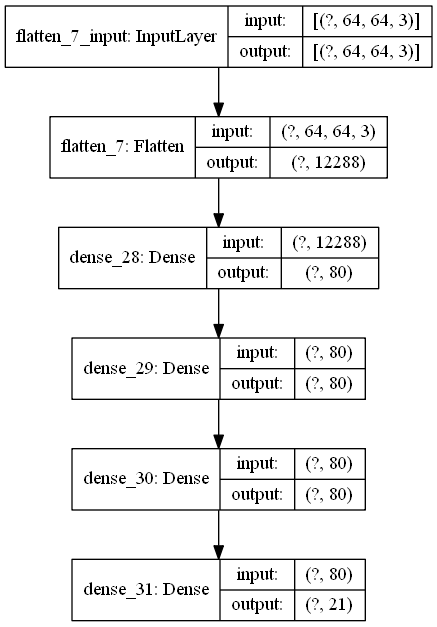 flatten_7_input: InputLayer
input:
[(?, 64, 64, 3)]
output:
[(?, 64, 64, 3)]
flatten_7: Flatten
input:
(?, 64, 64, 3)
output:
(?, 12288)
dense_28: Dense
input:
(?, 12288)
output:
(?, 80)
dense_29: Dense
input:
(?, 80)
output:
(?, 80)
dense_30: Dense
input:
(?, 80)
output:
(?, 80)
dense_31: Dense
input:
(?, 80)
output:
(?, 21)